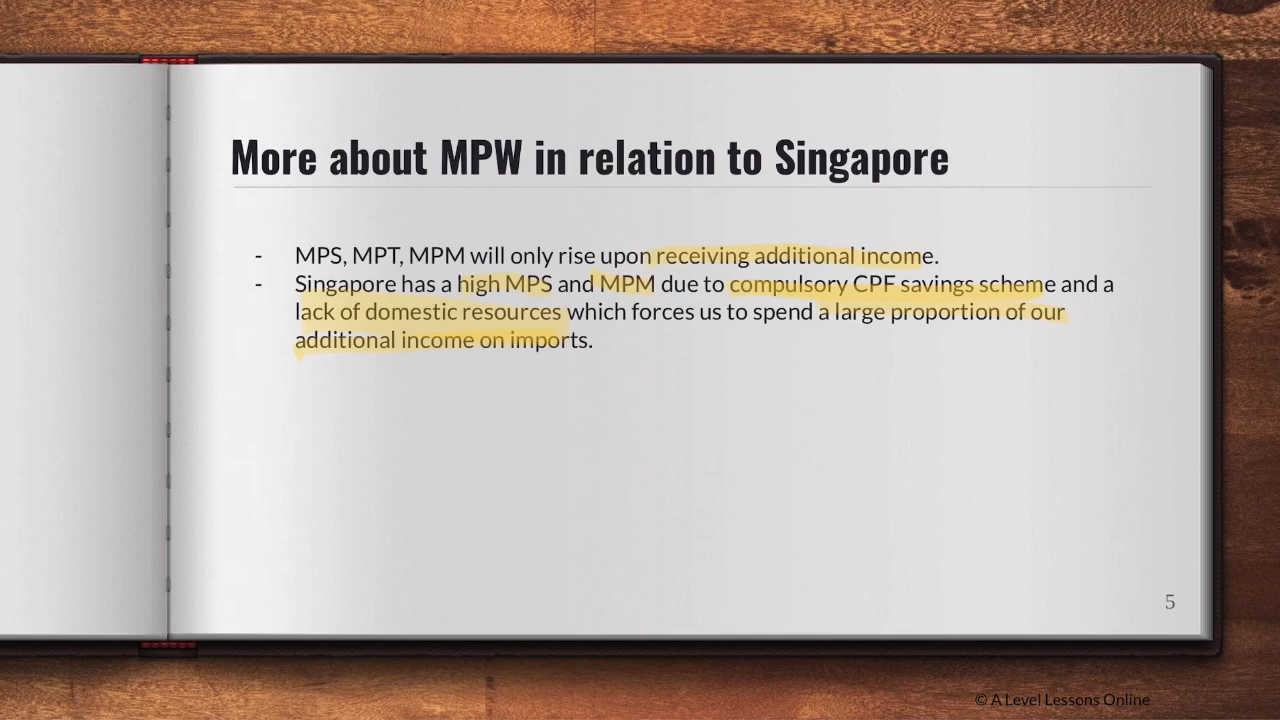 More about MPW in relation to Singapore
- MPS, MPT, MPM will only rise upon receiving additional income.
- Singapore has a high MPS and MPM due to compulsory CPF savings scheme and a
lack of domestic resources which forces us to spend a large proportion of our
additional income on imports.
5
© A Level Lessons Online